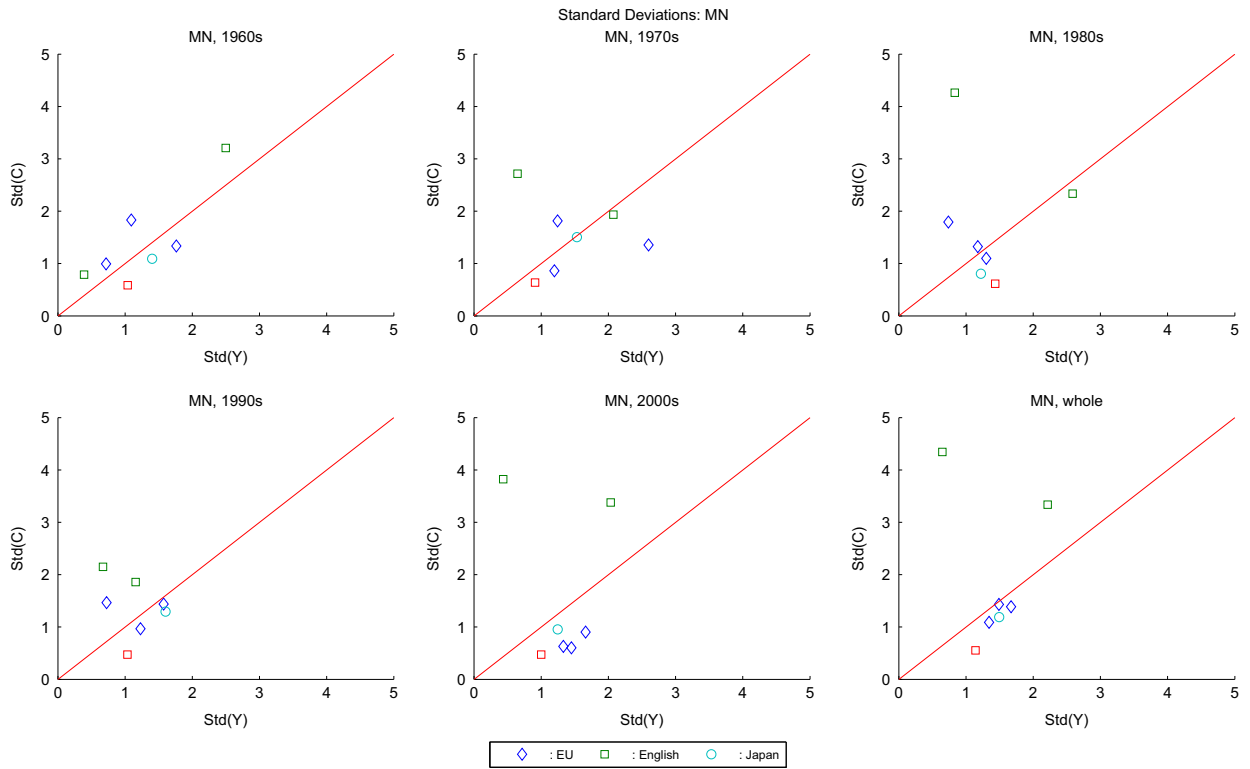 Standard Deviations: MN
MN, 1960s
5
4
3
2
1
0
0 1 2 3 4 5
Std(C)
Std(Y)
MN, 1970s
5
4
3
2
1
0
0 1 2 3 4 5
Std(C)
Std(Y)
MN, 1980s
5
4
3
2
1
0
0 1 2 3 4 5
Std(C)
Std(Y)
MN, 1990s
5
4
3
2
1
0
0 1 2 3 4 5
Std(C)
Std(Y)
MN, 2000s
5
4
3
2
1
0
0 1 2 3 4 5
Std(C)
Std(Y)
MN, whole
5
4
3
2
1
0
0 1 2 3 4 5
Std(C)
Std(Y)
: EU : English : Japan